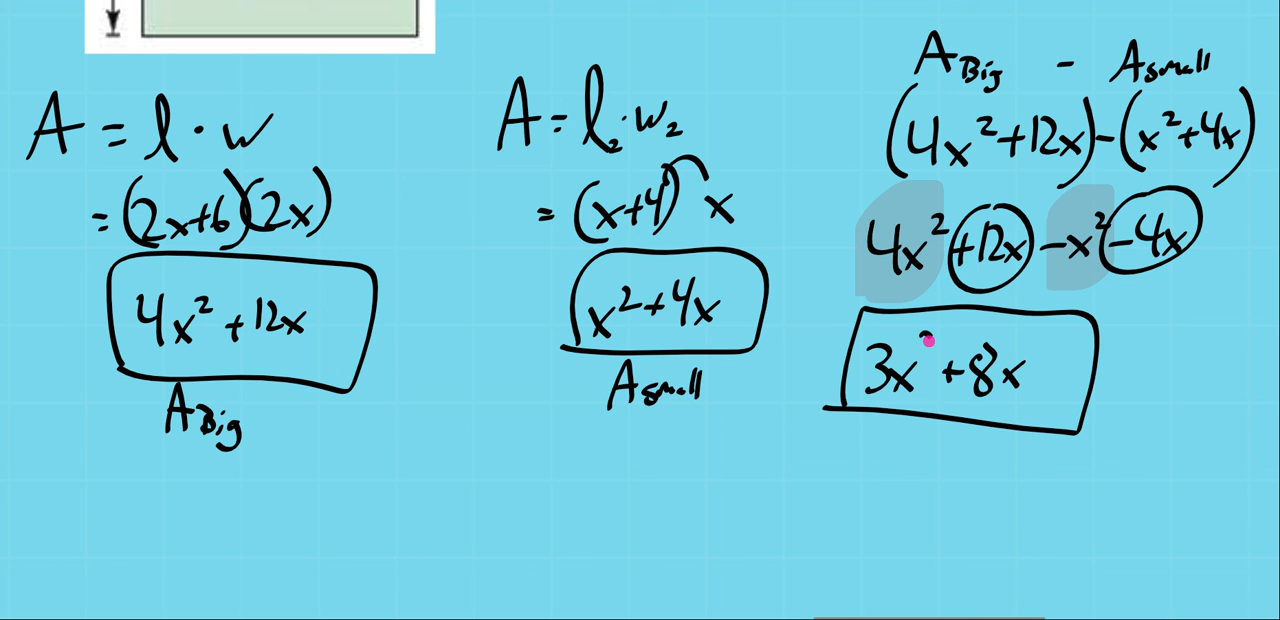 A = l · w
= (2x+6)(2x)
4x² + 12x
A Big
A = l₂ · w₂
= (x+4) x
x² + 4x
A small
A Big - A small
(4x² + 12x) - (x² + 4x)
4x² + 12x - x² - 4x
3x + 8x